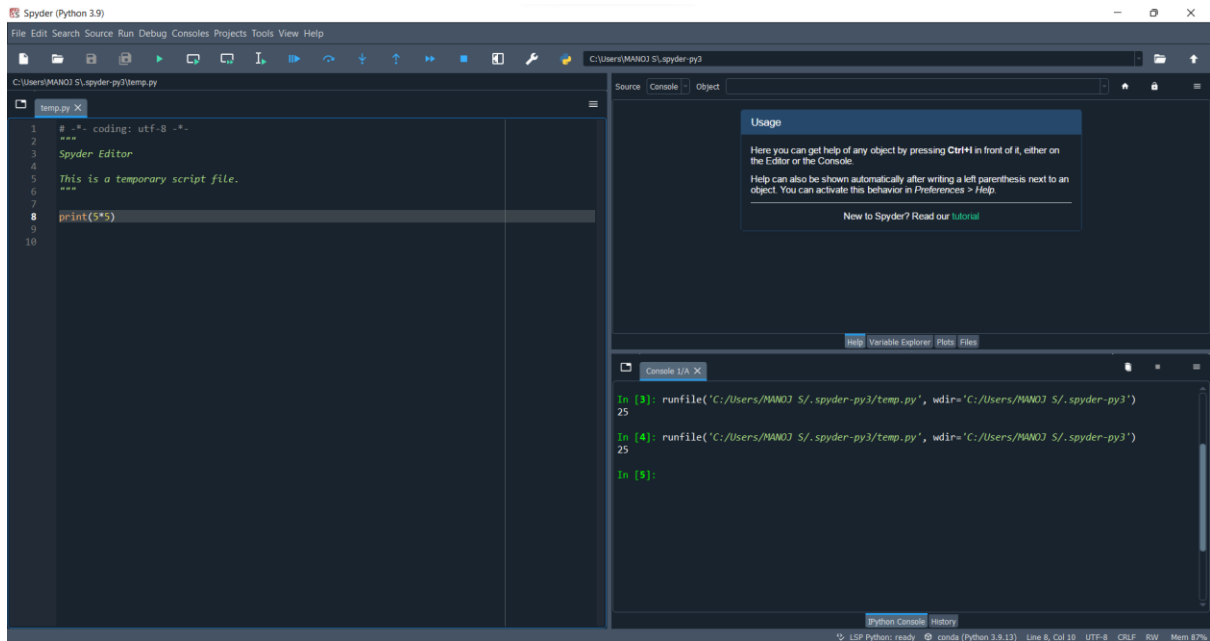 Spyder (Python 3.9)
File Edit Search Source Run Debug Consoles Projects Tools View Help
C:\Users\MANOJ S\.spyder-py3
C:\Users\MANOJ S\.spyder-py3\temp.py
temp.py
1 # -*- coding: utf-8 -*-
2 """
3 Spyder Editor
4
5 This is a temporary script file.
6 """
7
8 print(5*5)
9
10
Source Console Object
Usage
Here you can get help of any object by pressing Ctrl+I in front of it, either on
the Editor or the Console.
Help can also be shown automatically after writing a left parenthesis next to an
object. You can activate this behavior in Preferences > Help.
New to Spyder? Read our tutorial
Help Variable Explorer Plots Files
Console 1/A
In [3]: runfile('C:/Users/MANOJ S/.spyder-py3/temp.py', wdir='C:/Users/MANOJ S/.spyder-py3')
25
In [4]: runfile('C:/Users/MANOJ S/.spyder-py3/temp.py', wdir='C:/Users/MANOJ S/.spyder-py3')
25
In [5]:
IPython Console History
LSP Python: ready conda (Python 3.9.13) Line 8, Col 10 UTF-8 CRLF RW Mem 87%